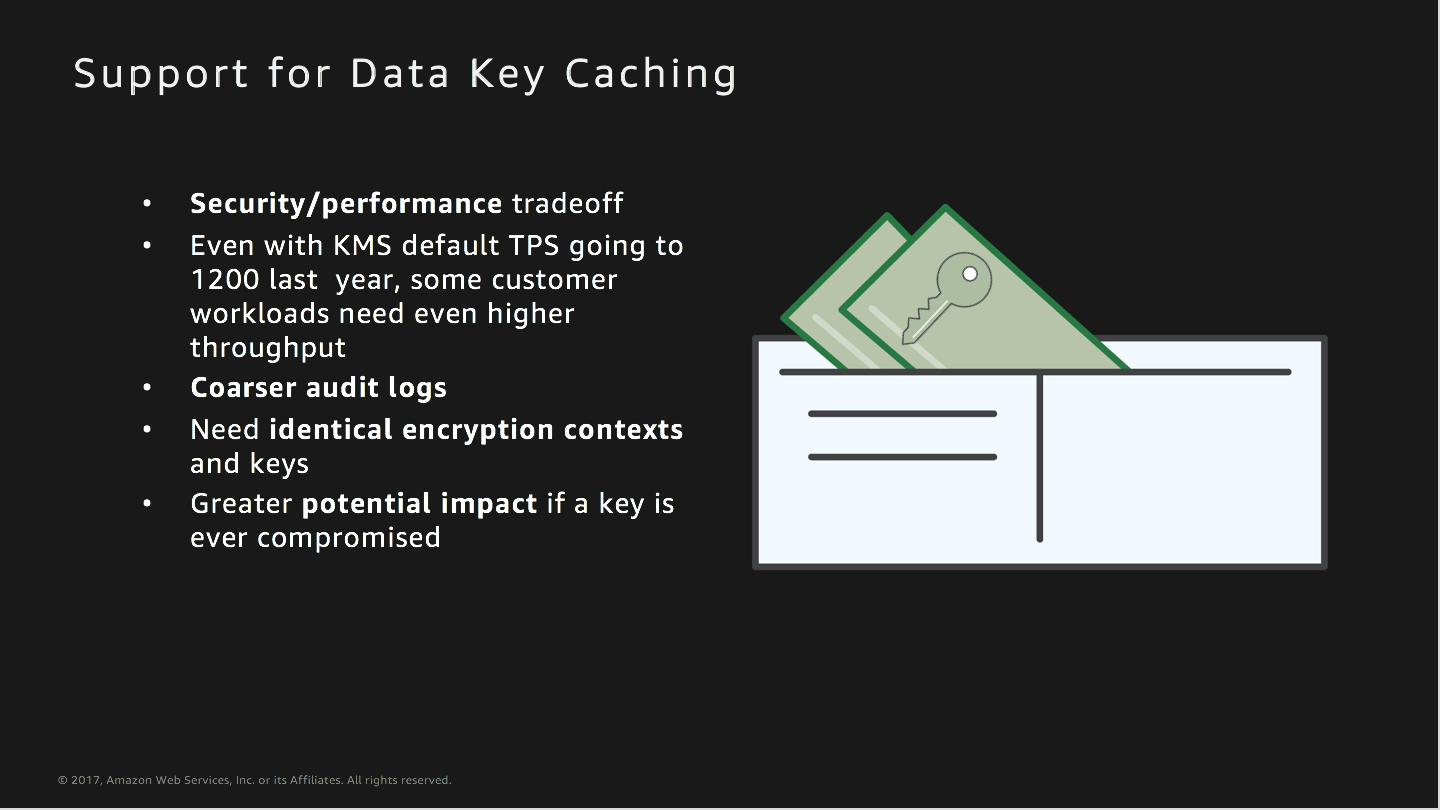 Support for Data Key Caching
• Security/performance tradeoff
• Even with KMS default TPS going to
1200 last  year, some customer
workloads need even higher
throughput
• Coarser audit logs
• Need identical encryption contexts
and keys
• Greater potential impact if a key is
ever compromised
© 2017, Amazon Web Services, Inc. or its Affiliates. All rights reserved.